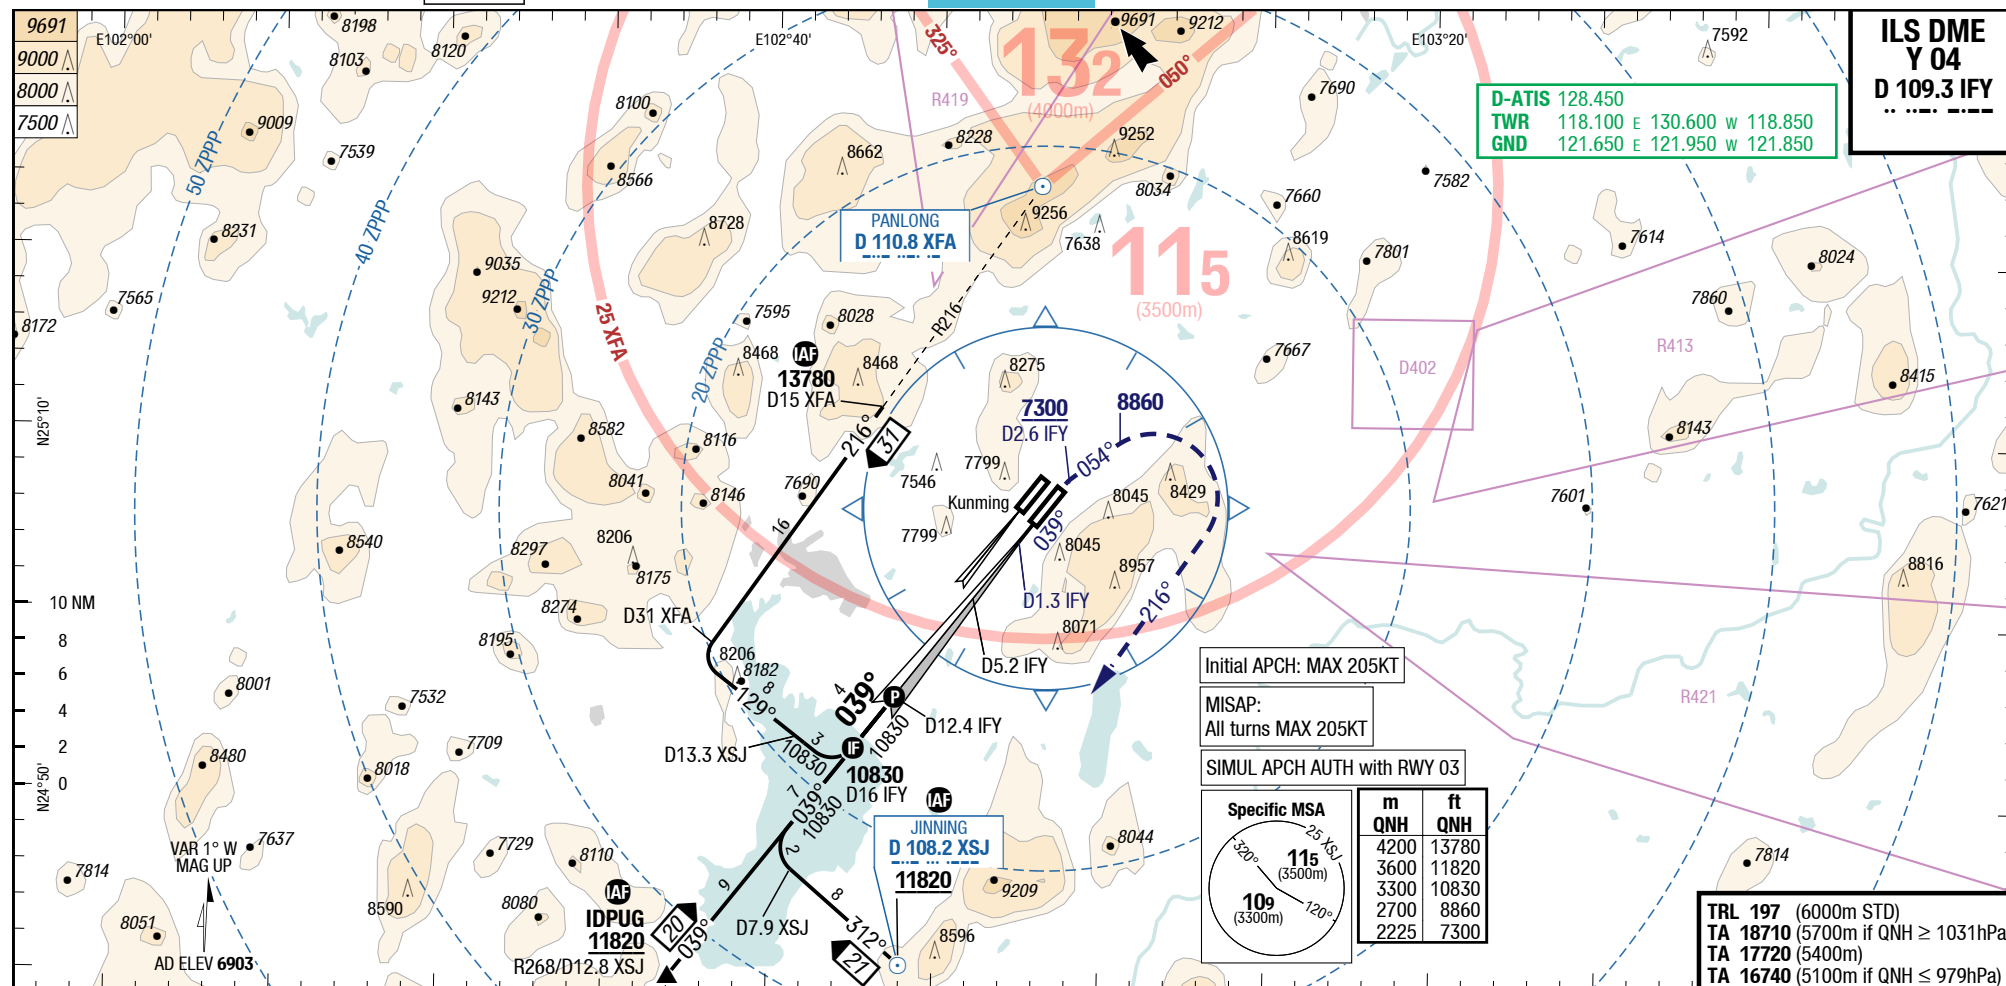 9691
9000
8000
7500
E102°00'
E102°40'
E103°20'
8198
8120
8103
9009
7539
8100
8566
8231
50 ZPPP
40 ZPPP
30 ZPPP
20 ZPPP
325°
132
(4000m)
050°
9691
9212
R419
8228
9252
8662
8034
7690
7592
7582
7660
ILS DME
Y 04
D 109.3 IFY
D-ATIS 128.450
TWR 118.100 E 130.600 W 118.850
GND 121.650 E 121.950 W 121.850
PANLONG
D 110.8 XFA
9256
7638
8728
9035
9212
7565
8172
115
(3500m)
8619
7801
7614
8024
7860
25 XFA
7595
8028
8468
8468
IAF
13780
D15 XFA
R216
7667
D402
R413
8415
8143
N25°10'
8143
8582
8116
216°
31
8275
7300
D2.6 IFY
8860
054°
7799
7546
7799
Kunming
8045
8429
8045
8957
039°
D1.3 IFY
8071
216°
8041
8146
7690
16
8540
8297
8206
8175
8274
7601
7621
8816
10 NM
8
6
4
2
0
8195
D31 XFA
8206
8182
8
129°
D5.2 IFY
8001
7532
4
039°
P
D12.4 IFY
Initial APCH: MAX 205KT
MISAP:
All turns MAX 205KT
SIMUL APCH AUTH with RWY 03
R421
7709
8018
8480
D13.3 XSJ
3
10830
IF
10830
10830
D16 IFY
7
039°
10830
N24°50'
IAF
JINNING
D 108.2 XSJ
11820
2
8
312°
21
D7.9 XSJ
9
20
039°
9209
8596
8044
7637
7729
8110
7814
8051
8590
8080
VAR 1° W
MAG UP
AD ELEV 6903
IAF
IDPUG
11820
R268/D12.8 XSJ
Specific MSA
25 XSJ
320°
115
(3500m)
109
(3300m)
120°
m ft
QNH QNH
4200 13780
3600 11820
3300 10830
2700 8860
2225 7300
7814
TRL 197 (6000m STD)
TA 18710 (5700m if QNH ≥ 1031hPa
TA 17720 (5400m)
TA 16740 (5100m if QNH ≤ 979hPa)